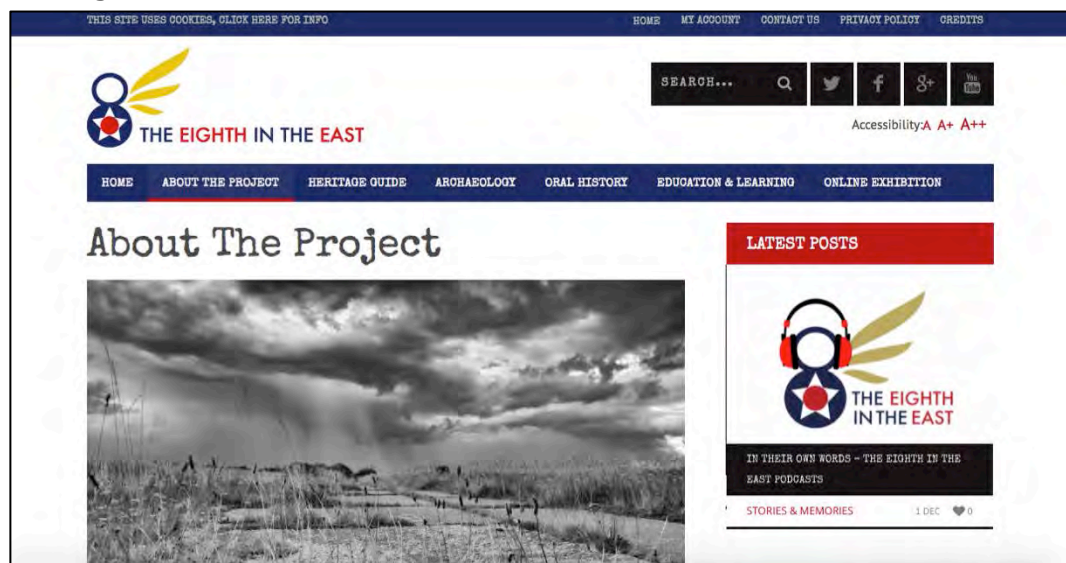 THIS SITE USES COOKIES, CLICK HERE FOR INFO
HOME MY ACCOUNT CONTACT US PRIVACY POLICY CREDITS
THE EIGHTH IN THE EAST
SEARCH...
You Tube
f
8+
Accessibility:A A+ A++
HOME ABOUT THE PROJECT HERITAGE GUIDE ARCHAEOLOGY ORAL HISTORY EDUCATION & LEARNING ONLINE EXHIBITION
About The Project
LATEST POSTS
THE EIGHTH
IN THE EAST
IN THEIR OWN WORDS – THE EIGHTH IN THE
EAST PODCASTS
STORIES & MEMORIES 1 DEC 0